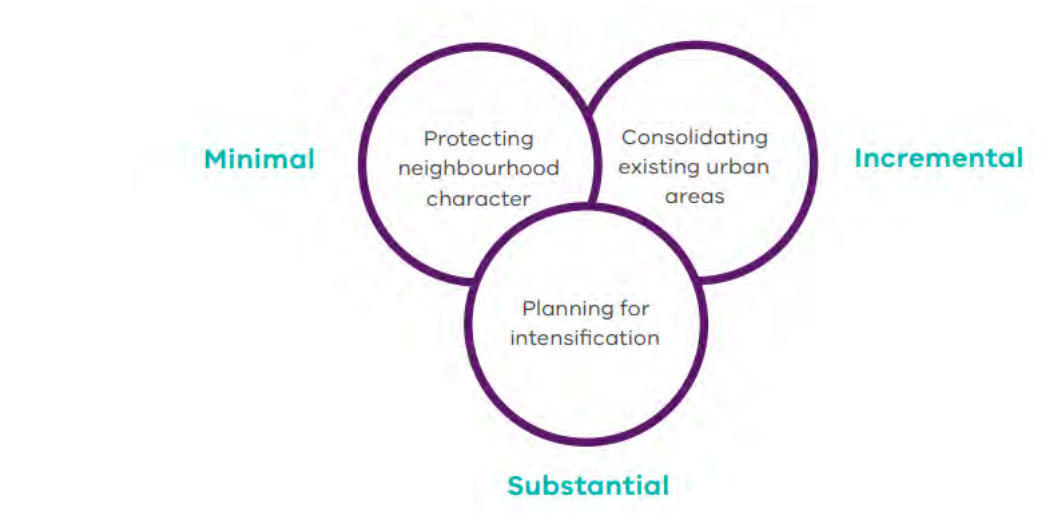 Minimal
Protecting
neighbourhood
character
Consolidating
existing urban
areas
Incremental
Planning for
intensification
Substantial